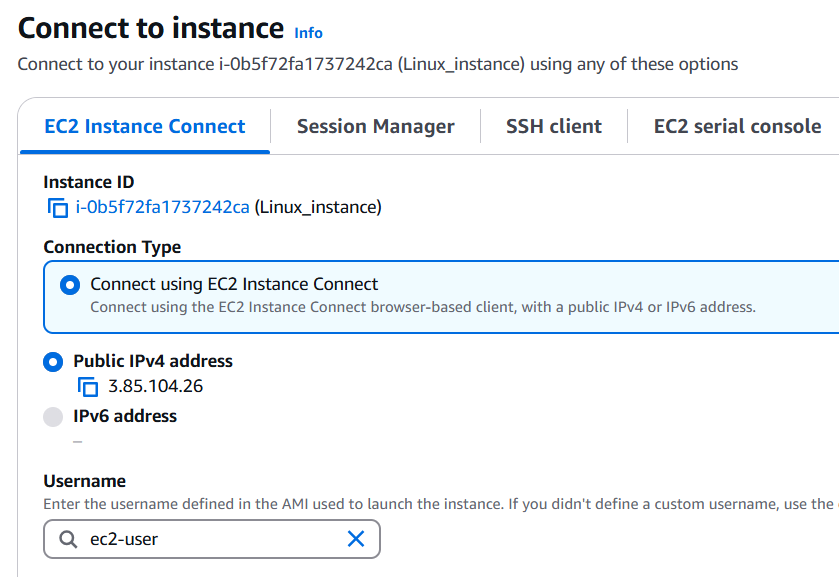 Connect to instance Info
Connect to your instance i-0b5f72fa1737242ca (Linux_instance) using any of these options
EC2 Instance Connect Session Manager SSH client EC2 serial console
Instance ID
i-0b5f72fa1737242ca (Linux_instance)
Connection Type
Connect using EC2 Instance Connect
Connect using the EC2 Instance Connect browser-based client, with a public IPv4 or IPv6 address.
Public IPv4 address
3.85.104.26
IPv6 address
–
Username
Enter the username defined in the AMI used to launch the instance. If you didn't define a custom username, use the
ec2-user